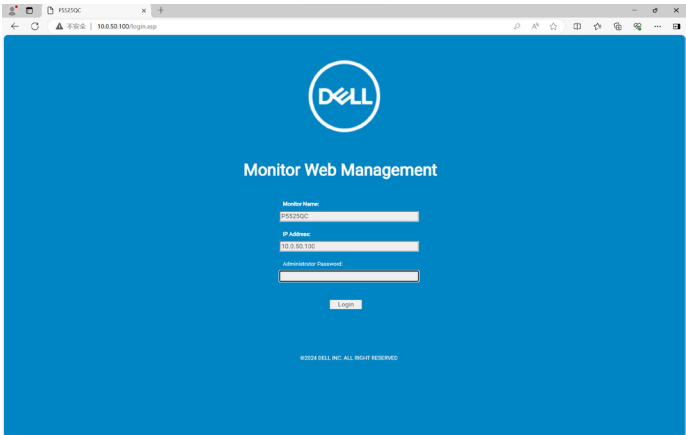 P5525QC
不安全 | 10.0.50.100/login.asp
DELL
Monitor Web Management
Monitor Name:
P5525QC
IP Address:
10.0.50.100
Administrator Password:
Login
©2024 DELL INC. ALL RIGHT RESERVED